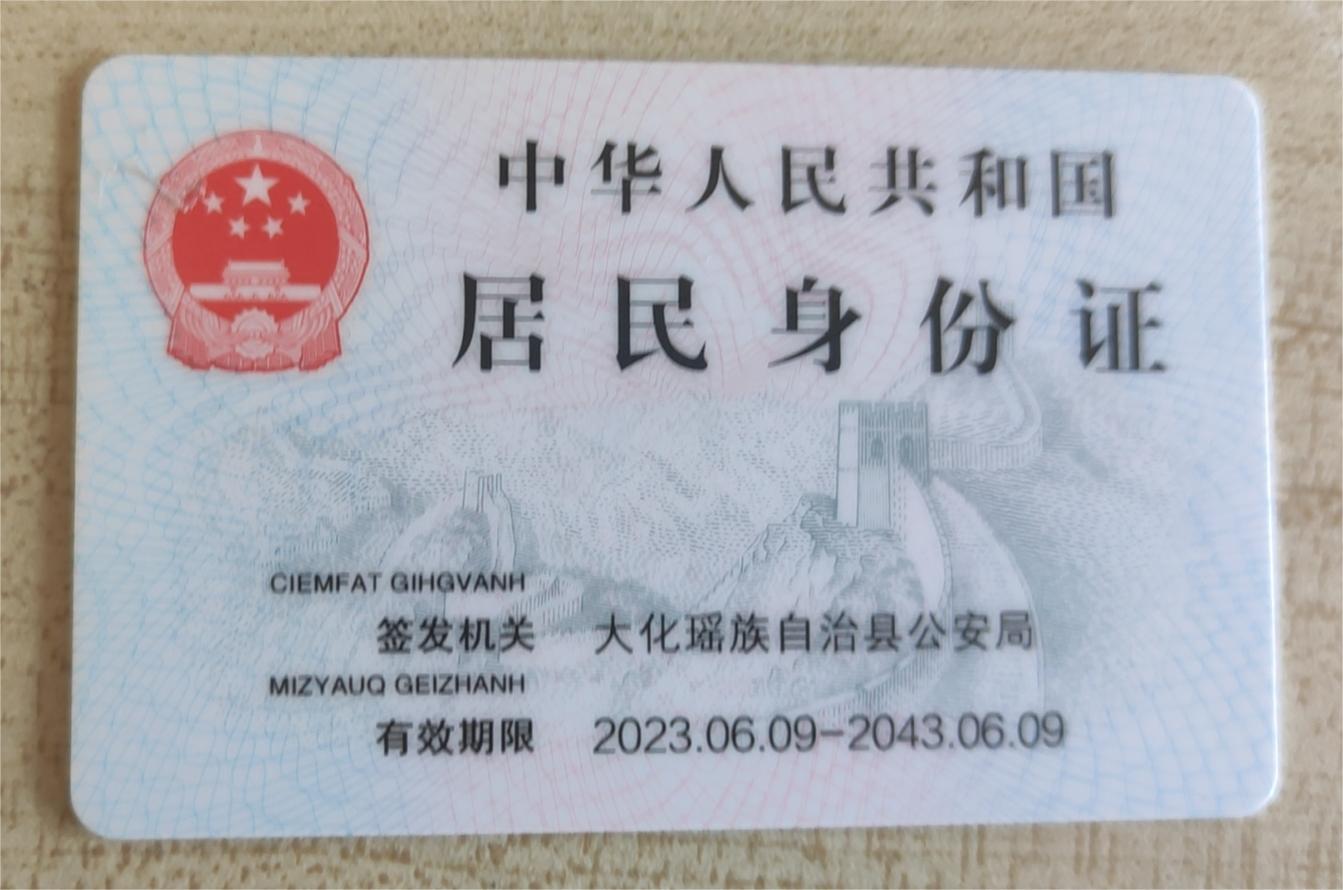 中华人民共和国
居民身份证
CIEMFAT GIHGVANH
签发机关 大化瑶族自治县公安局
MIZYAUQ GEIZHANH
有效期限 2023.06.09-2043.06.09